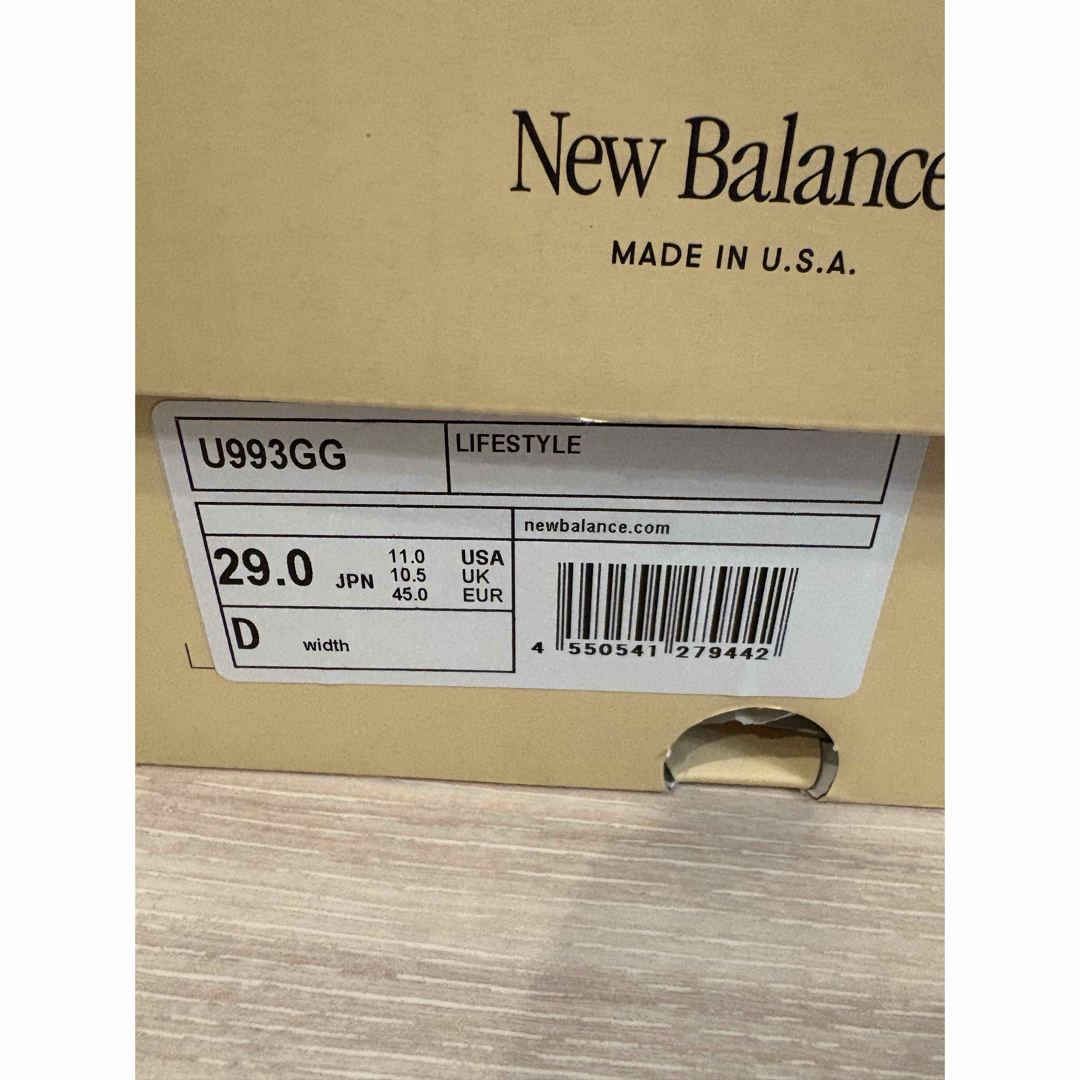 New Balance
MADE IN U.S.A.
U993GG
LIFESTYLE
newbalance.com
29.0 JPN
11.0 USA
10.5 UK
45.0 EUR
D width
4 550541 279442